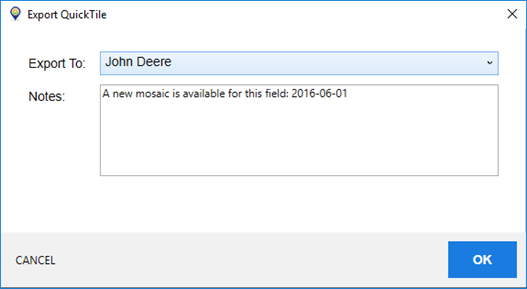 Export QuickTile
Export To: John Deere
Notes: A new mosaic is available for this field: 2016-06-01
CANCEL OK